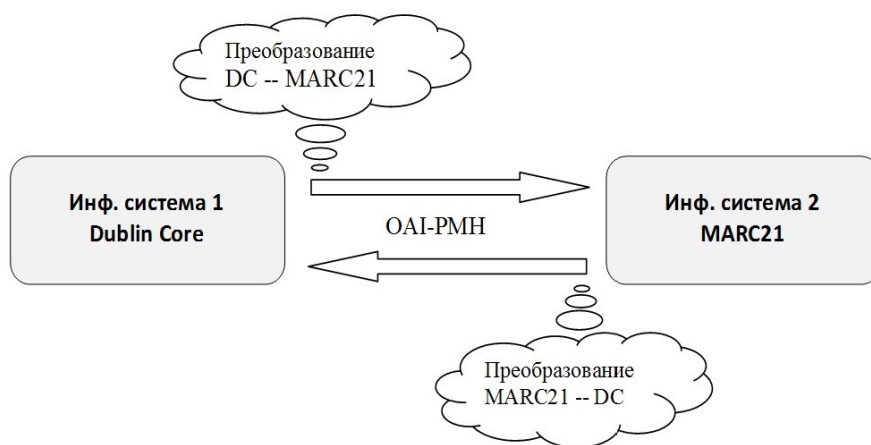 Преобразование
DC -- MARC21
Инф. система 1
Dublin Core
OAI-PMH
Инф. система 2
MARC21
Преобразование
MARC21 -- DC